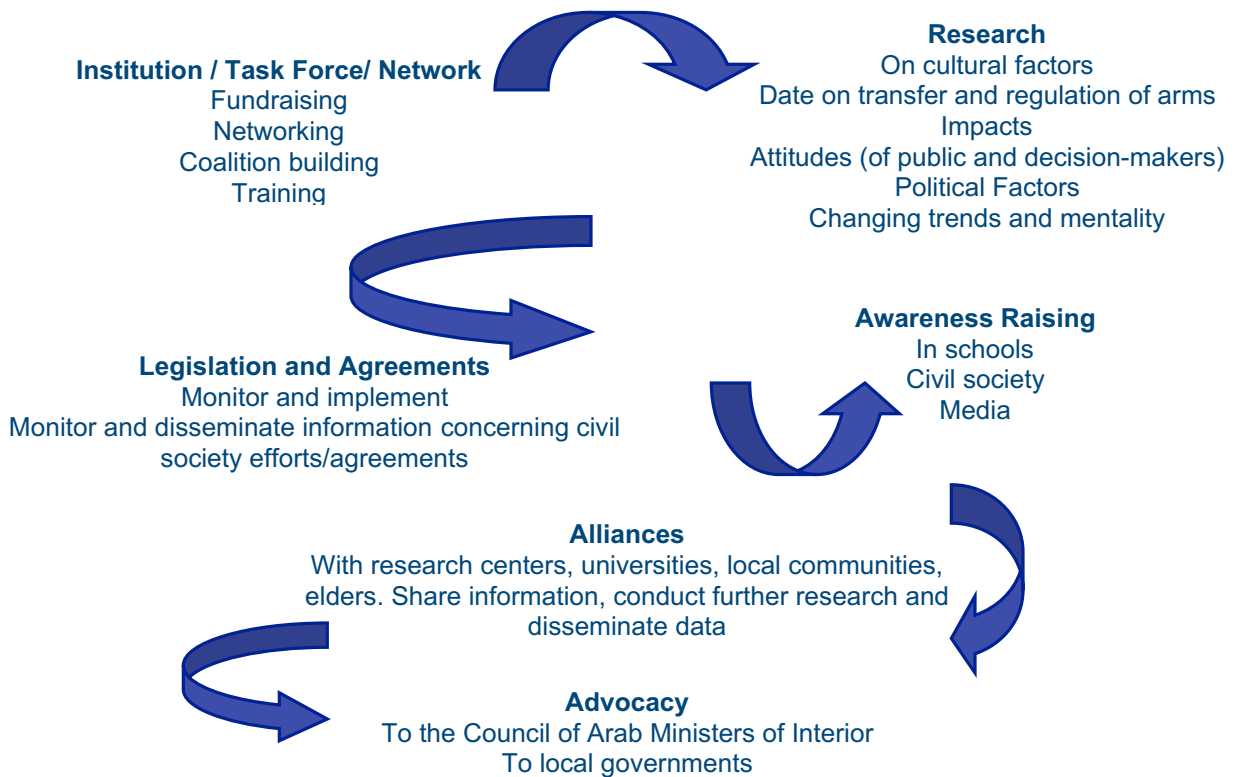 Institution / Task Force/ Network
Fundraising
Networking
Coalition building
Training
Research
On cultural factors
Date on transfer and regulation of arms
Impacts
Attitudes (of public and decision-makers)
Political Factors
Changing trends and mentality
Legislation and Agreements
Monitor and implement
Monitor and disseminate information concerning civil
society efforts/agreements
Awareness Raising
In schools
Civil society
Media
Alliances
With research centers, universities, local communities,
elders. Share information, conduct further research and
disseminate data
Advocacy
To the Council of Arab Ministers of Interior
To local governments